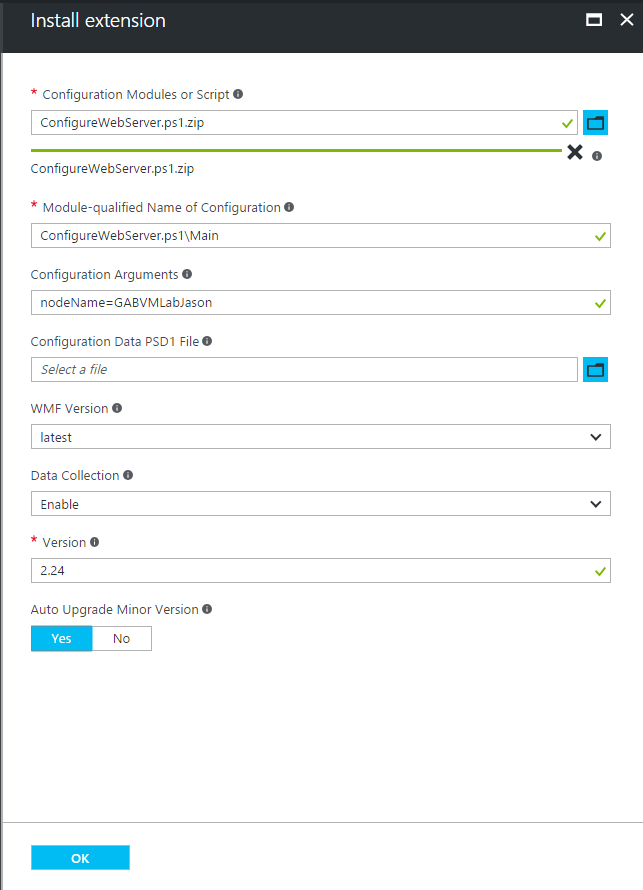 Install extension
* Configuration Modules or Script
ConfigureWebServer.ps1.zip
ConfigureWebServer.ps1.zip
* Module-qualified Name of Configuration
ConfigureWebServer.ps1\Main
Configuration Arguments
nodeName=GABVMLabJason
Configuration Data PSD1 File
Select a file
WMF Version
latest
Data Collection
Enable
* Version
2.24
Auto Upgrade Minor Version
Yes No
OK